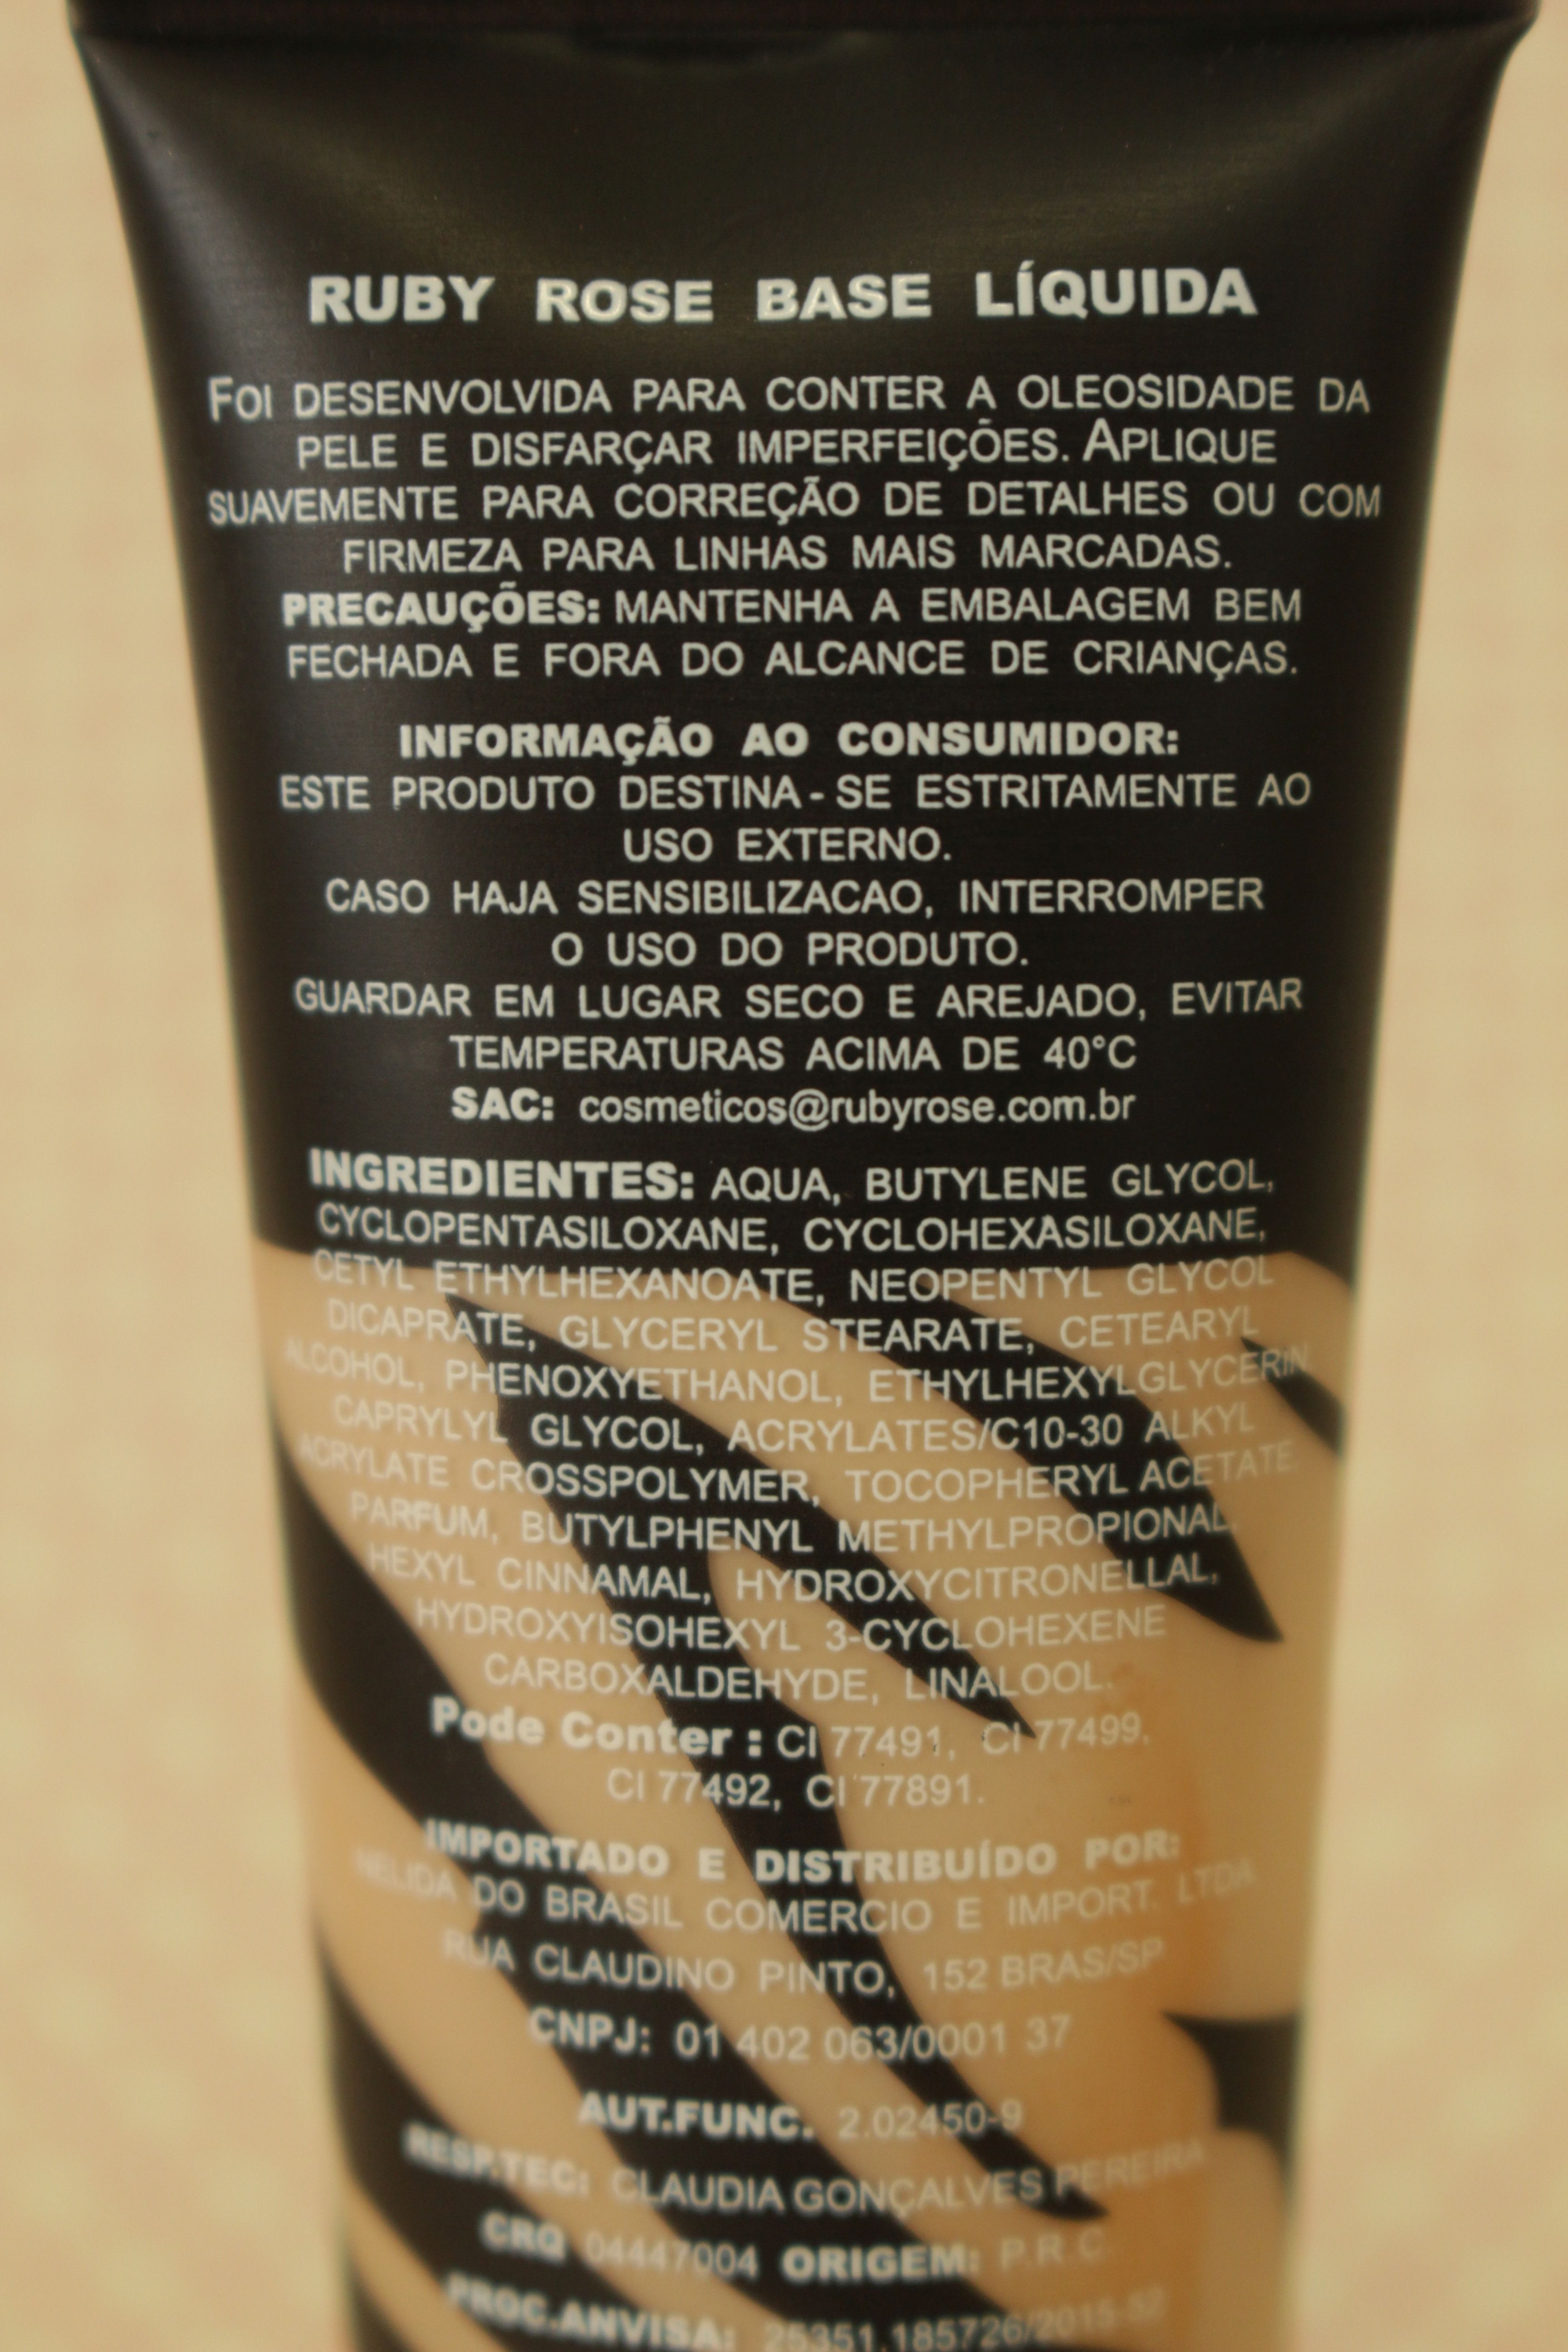 RUBY ROSE BASE LÍQUIDA
FOI DESENVOLVIDA PARA CONTER A OLEOSIDADE DA
PELE E DISFARÇAR IMPERFEIÇÕES. APLIQUE
SUAVEMENTE PARA CORREÇÃO DE DETALHES OU COM
FIRMEZA PARA LINHAS MAIS MARCADAS.
PRECAUÇÕES: MANTENHA A EMBALAGEM BEM
FECHADA E FORA DO ALCANCE DE CRIANÇAS.
INFORMAÇÃO AO CONSUMIDOR:
ESTE PRODUTO DESTINA-SE ESTRITAMENTE AO
USO EXTERNO.
CASO HAJA SENSIBILIZACAO, INTERROMPER
O USO DO PRODUTO.
GUARDAR EM LUGAR SECO E AREJADO, EVITAR
TEMPERATURAS ACIMA DE 40°C
SAC: cosmeticos@rubyrose.com.br
INGREDIENTES: AQUA, BUTYLENE GLYCOL,
CYCLOPENTASILOXANE, CYCLOHEXASILOXANE,
CETYL ETHYLHEXANOATE, NEOPENTYL GLYCOL
DICAPRATE, GLYCERYL STEARATE, CETEARYL
ALCOHOL, PHENOXYETHANOL, ETHYLHEXYLGLYCERIN
CAPRYLYL GLYCOL, ACRYLATES/C10-30 ALKYL
ACRYLATE CROSSPOLYMER, TOCOPHERYL ACETATE
PARFUM, BUTYLPHENYL METHYLPROPIONAL,
HEXYL CINNAMAL, HYDROXYCITRONELLAL,
HYDROXYISOHEXYL 3-CYCLOHEXENE
CARBOXALDEHYDE, LINALOOL.
Pode Conter : CI 77491, CI 77499,
CI 77492, CI 77891.
IMPORTADO E DISTRIBUÍDO POR:
NELIDA DO BRASIL COMERCIO E IMPORT. LTDA
RUA CLAUDINO PINTO, 152 BRAS/SP
CNPJ: 01 402 063/0001 37
AUT.FUNC. 2.02450-9
RESP.TEC: CLAUDIA GONÇALVES PEREIRA
CRQ 04447004 ORIGEM: P.R.C.
PROC.ANVISA: 25351.185726/2015-52